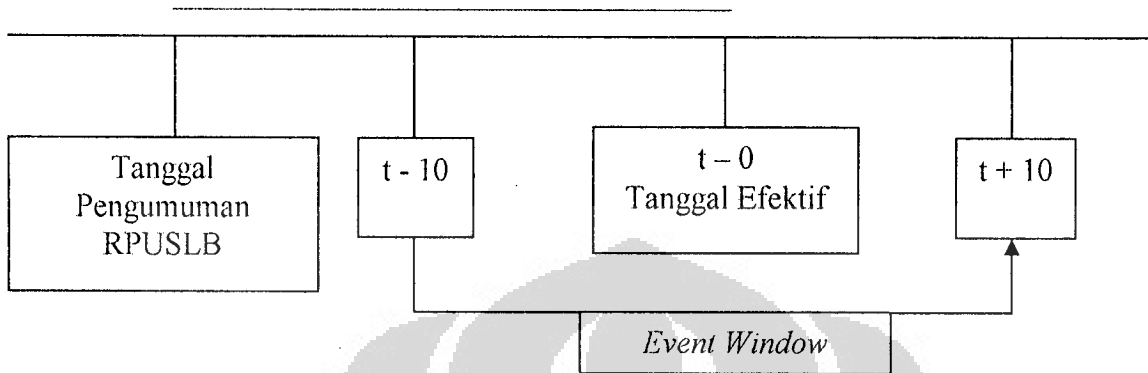 Tanggal
Pengumuman
RPUSLB
t - 10
t – 0
Tanggal Efektif
t + 10
Event Window